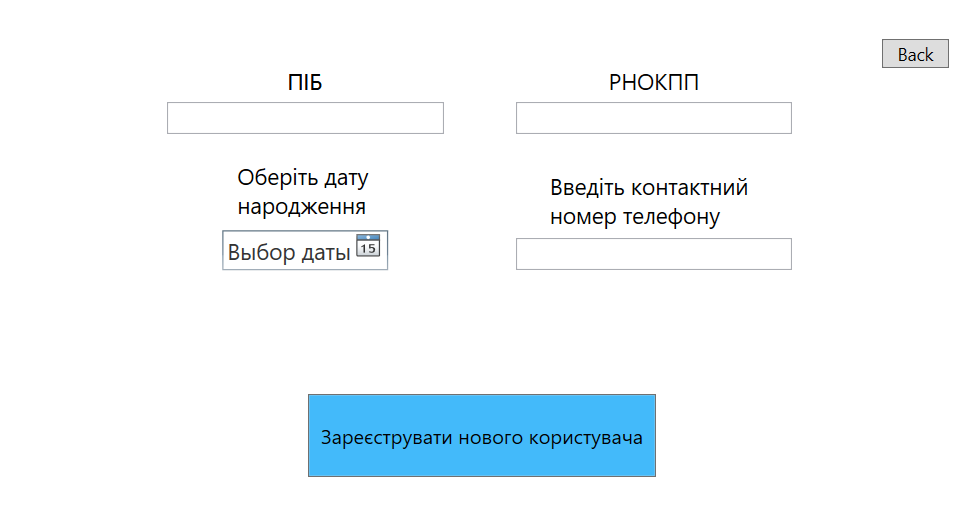 Back
ПІБ
РНОКПП
Оберіть дату
народження
Выбор даты 15
Введіть контактний
номер телефону
Зареєструвати нового користувача